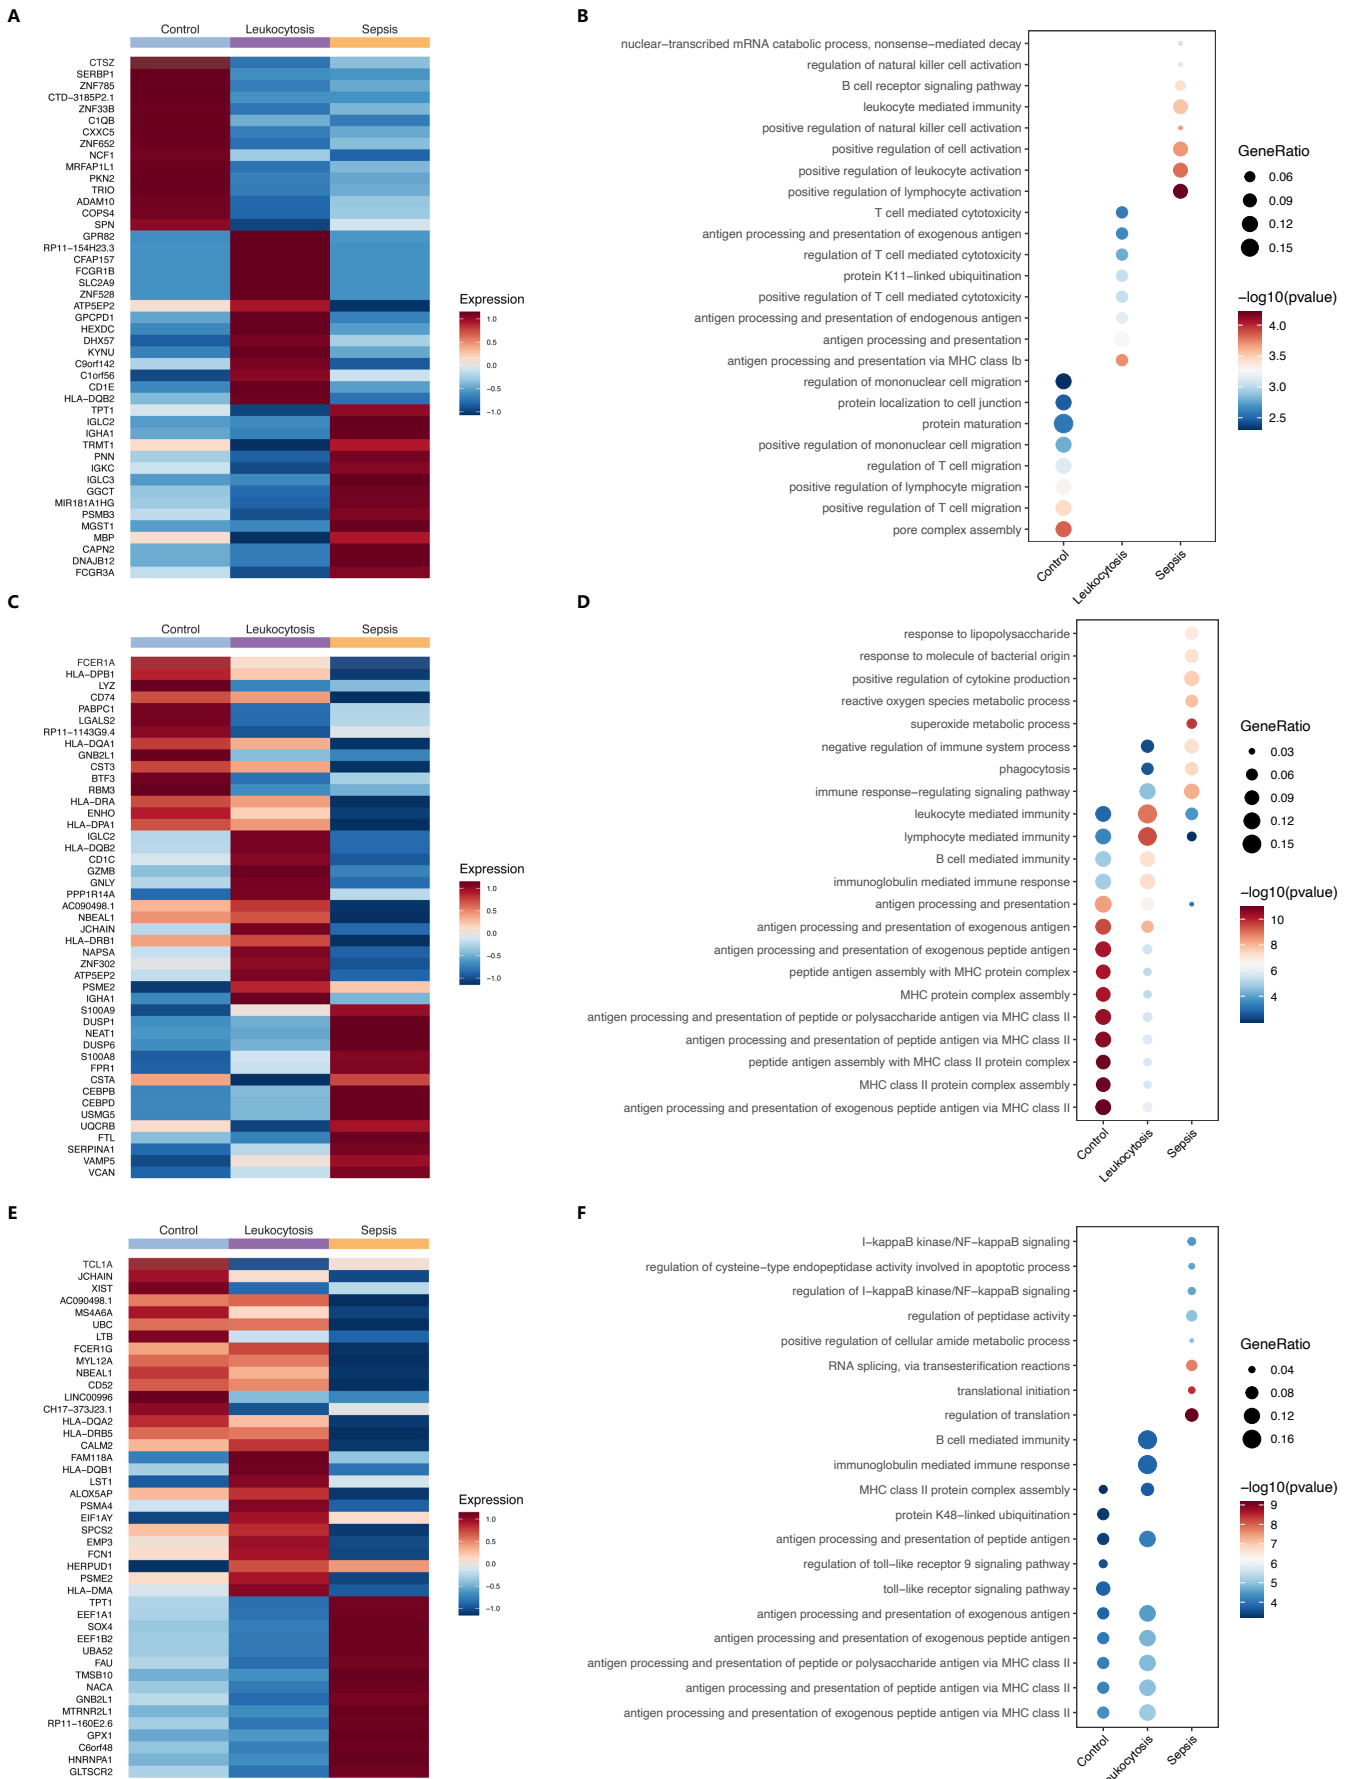 A
Control Leukocytosis Sepsis
CTSZ
SERBP1
ZNF785
CTD−3185P2.1
ZNF33B
C1QB
CXXC5
ZNF652
NCF1
MRFAP1L1
PKN2
TRIO
ADAM10
COPS4
SPN
GPR82
RP11−154H23.3
CFAP157
FCGR1B
SLC2A9
ZNF528
ATP5EP2
GPCPD1
HEXDC
DHX57
KYNU
C9orf142
C1orf56
CD1E
HLA−DQB2
TPT1
IGLC2
IGHA1
TRMT1
PNN
IGKC
IGLC3
GGCT
MIR181A1HG
PSMB3
MGST1
MBP
CAPN2
DNAJB12
FCGR3A
Expression
1.0
0.5
0.0
−0.5
−1.0
B
nuclear−transcribed mRNA catabolic process, nonsense−mediated decay
regulation of natural killer cell activation
B cell receptor signaling pathway
leukocyte mediated immunity
positive regulation of natural killer cell activation
positive regulation of cell activation
positive regulation of leukocyte activation
positive regulation of lymphocyte activation
T cell mediated cytotoxicity
antigen processing and presentation of exogenous antigen
regulation of T cell mediated cytotoxicity
protein K11−linked ubiquitination
positive regulation of T cell mediated cytotoxicity
antigen processing and presentation of endogenous antigen
antigen processing and presentation
antigen processing and presentation via MHC class Ib
regulation of mononuclear cell migration
protein localization to cell junction
protein maturation
positive regulation of mononuclear cell migration
regulation of T cell migration
positive regulation of lymphocyte migration
positive regulation of T cell migration
pore complex assembly
Control
Leukocytosis
Sepsis
GeneRatio
0.06
0.09
0.12
0.15
−log10(pvalue)
4.0
3.5
3.0
2.5
C
Control Leukocytosis Sepsis
FCER1A
HLA−DPB1
LYZ
CD74
PABPC1
LGALS2
RP11−1143G9.4
HLA−DQA1
GNB2L1
CST3
BTF3
RBM3
HLA−DRA
ENHO
HLA−DPA1
IGLC2
HLA−DQB2
CD1C
GZMB
GNLY
PPP1R14A
AC090498.1
NBEAL1
JCHAIN
HLA−DRB1
NAPSA
ZNF302
ATP5EP2
PSME2
IGHA1
S100A9
DUSP1
NEAT1
DUSP6
S100A8
FPR1
CSTA
CEBPB
CEBPD
USMG5
UQCRB
FTL
SERPINA1
VAMP5
VCAN
Expression
1.0
0.5
0.0
−0.5
−1.0
D
response to lipopolysaccharide
response to molecule of bacterial origin
positive regulation of cytokine production
reactive oxygen species metabolic process
superoxide metabolic process
negative regulation of immune system process
phagocytosis
immune response−regulating signaling pathway
leukocyte mediated immunity
lymphocyte mediated immunity
B cell mediated immunity
immunoglobulin mediated immune response
antigen processing and presentation
antigen processing and presentation of exogenous antigen
antigen processing and presentation of exogenous peptide antigen
peptide antigen assembly with MHC protein complex
MHC protein complex assembly
antigen processing and presentation of peptide or polysaccharide antigen via MHC class II
antigen processing and presentation of peptide antigen via MHC class II
peptide antigen assembly with MHC class II protein complex
MHC class II protein complex assembly
antigen processing and presentation of exogenous peptide antigen via MHC class II
Control
Leukocytosis
Sepsis
GeneRatio
0.03
0.06
0.09
0.12
0.15
−log10(pvalue)
10
8
6
4
E
Control Leukocytosis Sepsis
TCL1A
JCHAIN
XIST
AC090498.1
MS4A6A
UBC
LTB
FCER1G
MYL12A
NBEAL1
CD52
LINC00996
CH17−373J23.1
HLA−DQA2
HLA−DRB5
CALM2
FAM118A
HLA−DQB1
LST1
ALOX5AP
PSMA4
EIF1AY
SPCS2
EMP3
FCN1
HERPUD1
PSME2
HLA−DMA
TPT1
EEF1A1
SOX4
EEF1B2
UBA52
FAU
TMSB10
NACA
GNB2L1
MTRNR2L1
RP11−160E2.6
GPX1
C6orf48
HNRNPA1
GLTSCR2
Expression
1.0
0.5
0.0
−0.5
−1.0
F
I−kappaB kinase/NF−kappaB signaling
regulation of cysteine−type endopeptidase activity involved in apoptotic process
regulation of I−kappaB kinase/NF−kappaB signaling
regulation of peptidase activity
positive regulation of cellular amide metabolic process
RNA splicing, via transesterification reactions
translational initiation
regulation of translation
B cell mediated immunity
immunoglobulin mediated immune response
MHC class II protein complex assembly
protein K48−linked ubiquitination
antigen processing and presentation of peptide antigen
regulation of toll−like receptor 9 signaling pathway
toll−like receptor signaling pathway
antigen processing and presentation of exogenous antigen
antigen processing and presentation of exogenous peptide antigen
antigen processing and presentation of peptide or polysaccharide antigen via MHC class II
antigen processing and presentation of peptide antigen via MHC class II
antigen processing and presentation of exogenous peptide antigen via MHC class II
Control
eukocytosis
Sepsis
GeneRatio
0.04
0.08
0.12
0.16
−log10(pvalue)
9
8
7
6
5
4